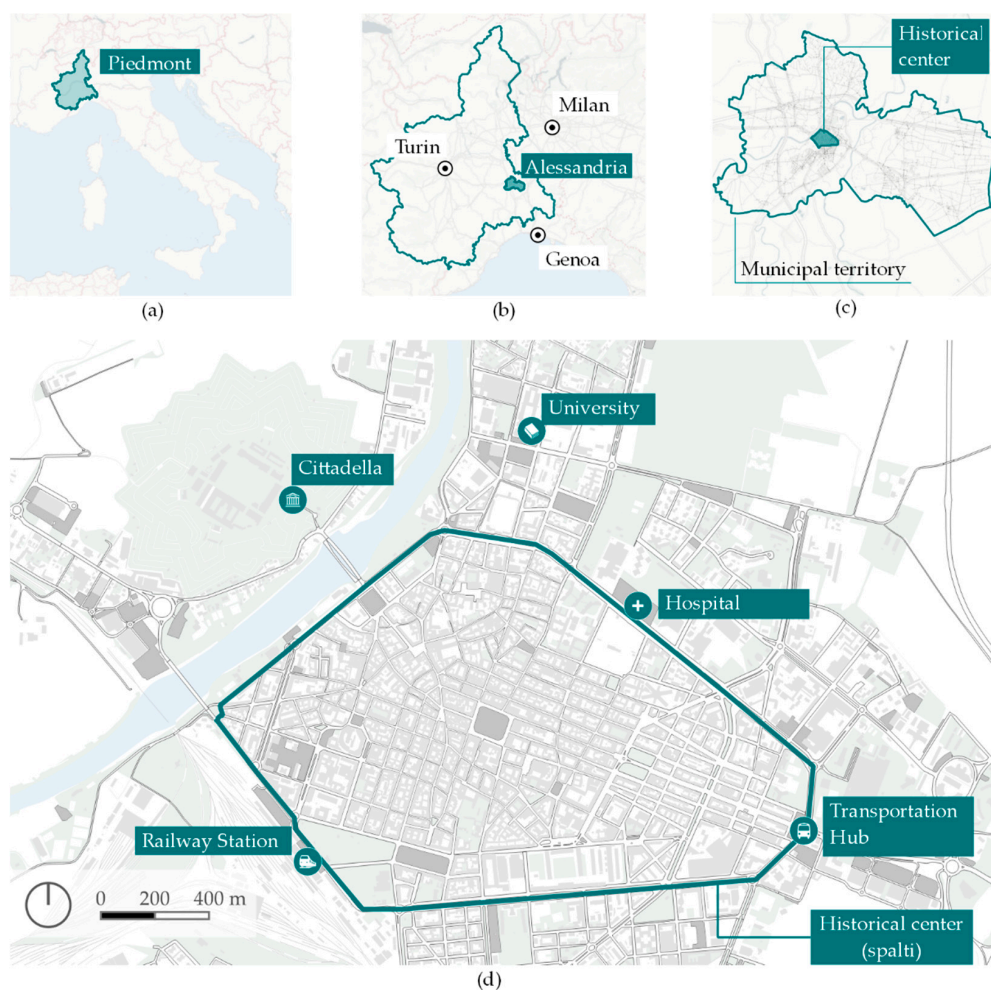 Piedmont
(a)
Milan
Turin
Alessandria
Genoa
(b)
Historical
center
Municipal territory
(c)
University
Cittadella
Hospital
Transportation
Hub
Railway Station
0 200 400 m
Historical center
(spalti)
(d)